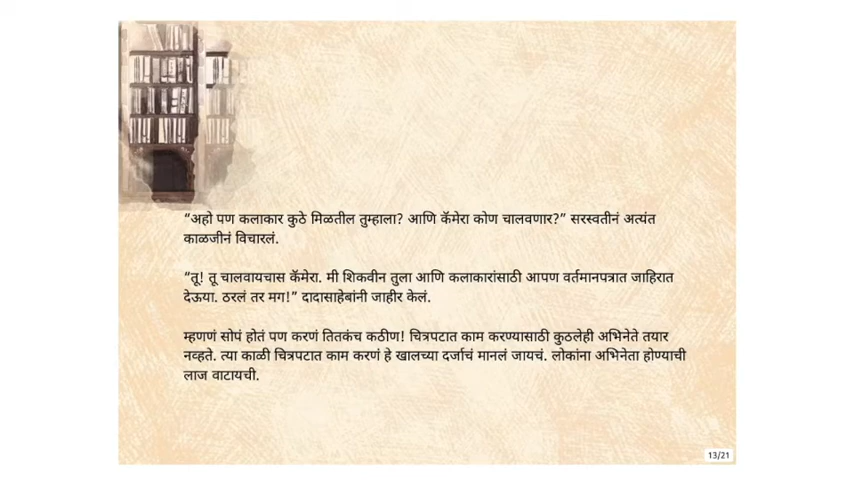 “अहो पण कलाकार कुठे मिळतील तुम्हाला? आणि कॅमेरा कोण चालवणार?” सरस्वतीनं अत्यंत
काळजीनं विचारलं.
“तू! तू चालवायचास कॅमेरा. मी शिकवीन तुला आणि कलाकारांसाठी आपण वर्तमानपत्रात जाहिरात
देऊया. ठरलं तर मग!” दादासाहेबांनी जाहीर केलं.
म्हणणं सोपं होतं पण करणं तितकंच कठीण! चित्रपटात काम करण्यासाठी कुठलेही अभिनेते तयार
नव्हते. त्या काळी चित्रपटात काम करणं हे खालच्या दर्जाचं मानलं जायचं. लोकांना अभिनेता होण्याची
लाज वाटायची.
13/21